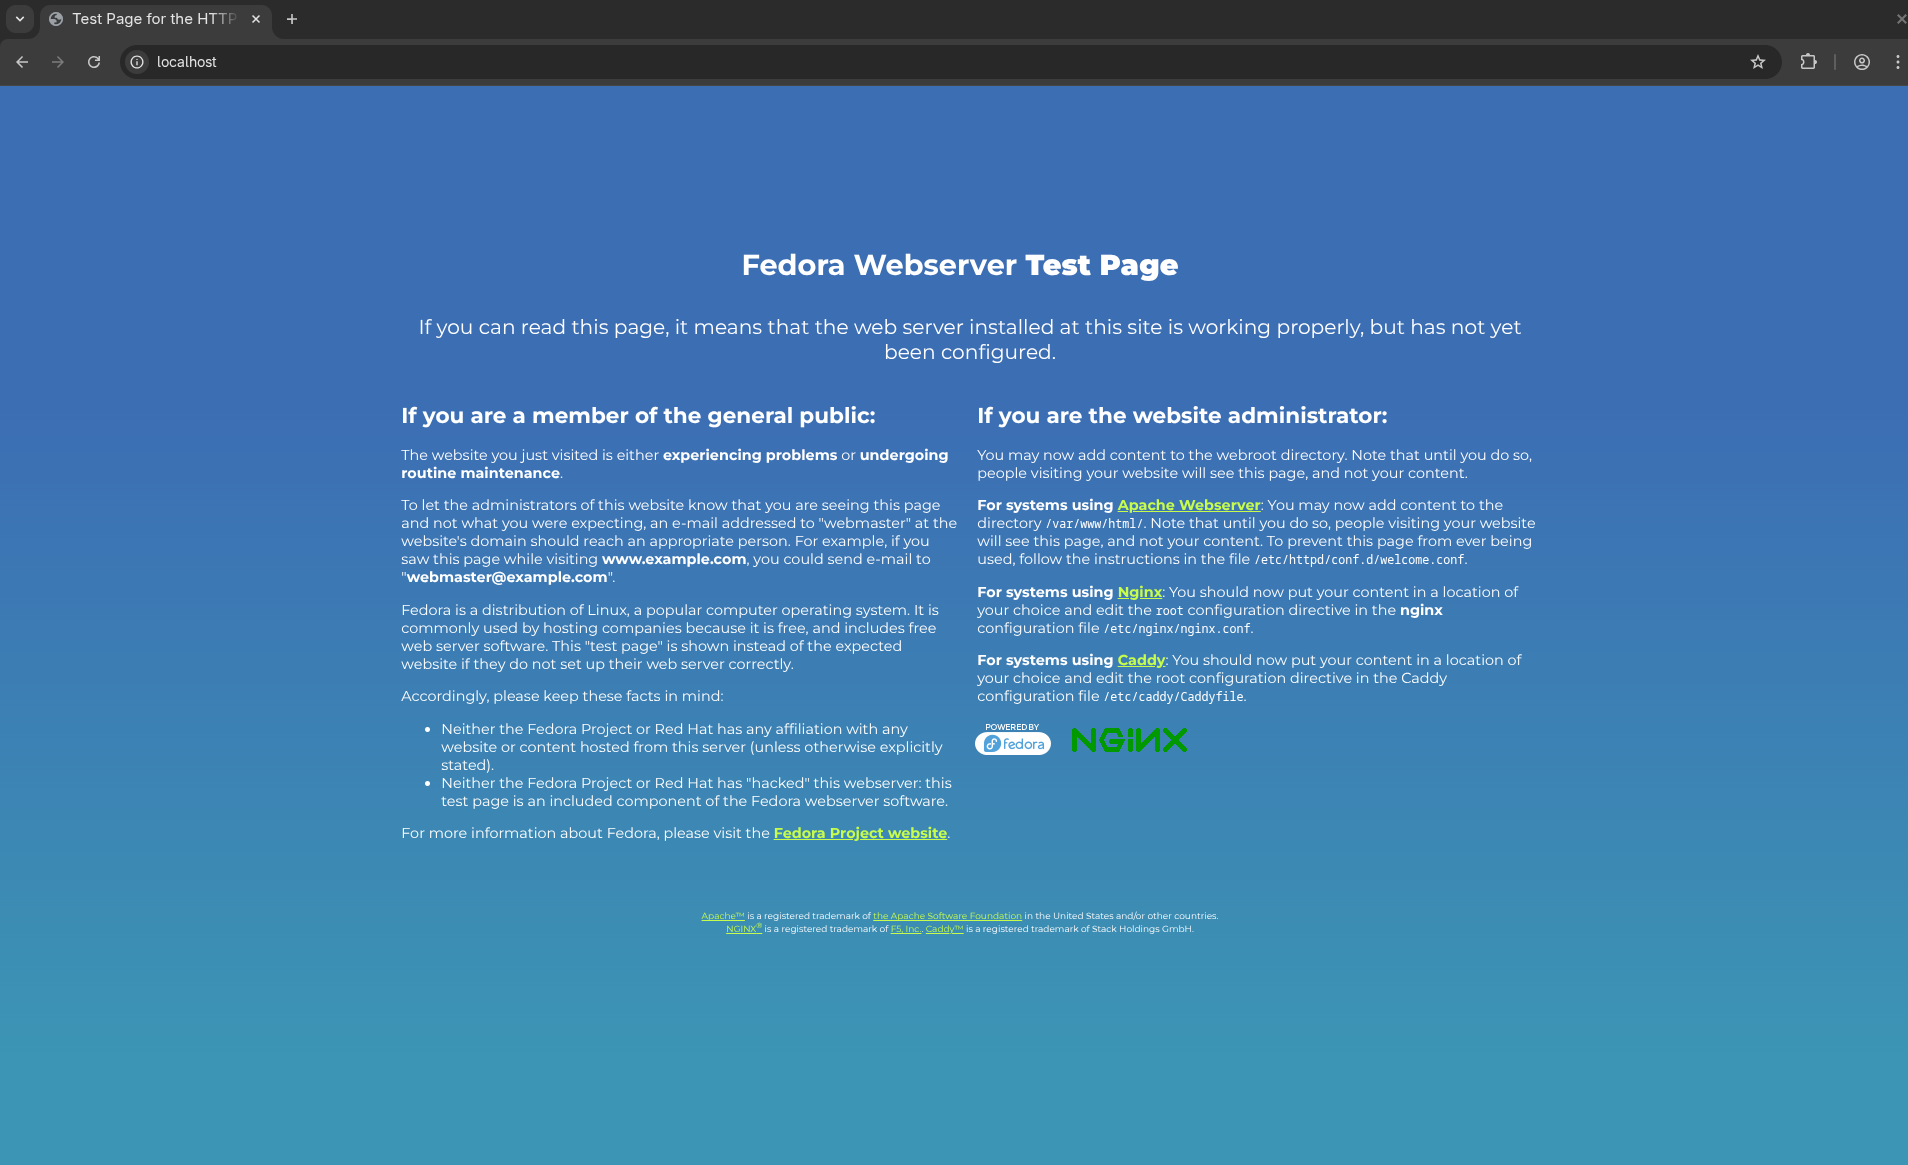 Test Page for the HTTP
localhost
Fedora Webserver Test Page
If you can read this page, it means that the web server installed at this site is working properly, but has not yet
been configured.
If you are a member of the general public:
The website you just visited is either experiencing problems or undergoing
routine maintenance.
To let the administrators of this website know that you are seeing this page
and not what you were expecting, an e-mail addressed to "webmaster" at the
website's domain should reach an appropriate person. For example, if you
saw this page while visiting www.example.com, you could send e-mail to
"webmaster@example.com".
Fedora is a distribution of Linux, a popular computer operating system. It is
commonly used by hosting companies because it is free, and includes free
web server software. This "test page" is shown instead of the expected
website if they do not set up their web server correctly.
Accordingly, please keep these facts in mind:
• Neither the Fedora Project or Red Hat has any affiliation with any
website or content hosted from this server (unless otherwise explicitly
stated).
• Neither the Fedora Project or Red Hat has "hacked" this webserver: this
test page is an included component of the Fedora webserver software.
For more information about Fedora, please visit the Fedora Project website.
If you are the website administrator:
You may now add content to the webroot directory. Note that until you do so,
people visiting your website will see this page, and not your content.
For systems using Apache Webserver: You may now add content to the
directory /var/www/html/. Note that until you do so, people visiting your website
will see this page, and not your content. To prevent this page from ever being
used, follow the instructions in the file /etc/httpd/conf.d/welcome.conf.
For systems using Nginx: You should now put your content in a location of
your choice and edit the root configuration directive in the nginx
configuration file /etc/nginx/nginx.conf.
For systems using Caddy: You should now put your content in a location of
your choice and edit the root configuration directive in the Caddy
configuration file /etc/caddy/Caddyfile.
POWERED BY
fedora
NGiNX
Apache™ is a registered trademark of the Apache Software Foundation in the United States and/or other countries.
NGINX® is a registered trademark of F5, Inc.. Caddy™ is a registered trademark of Stack Holdings GmbH.